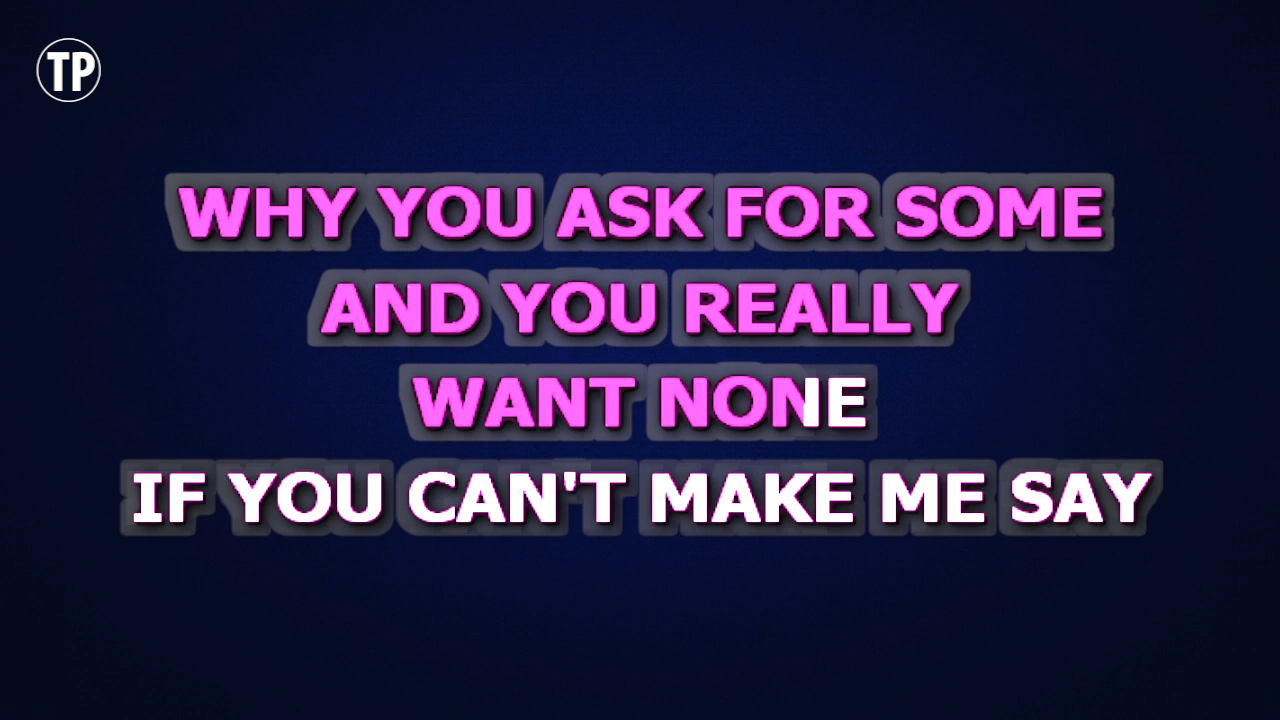 TP
WHY YOU ASK FOR SOME
AND YOU REALLY
WANT NONE
IF YOU CAN'T MAKE ME SAY